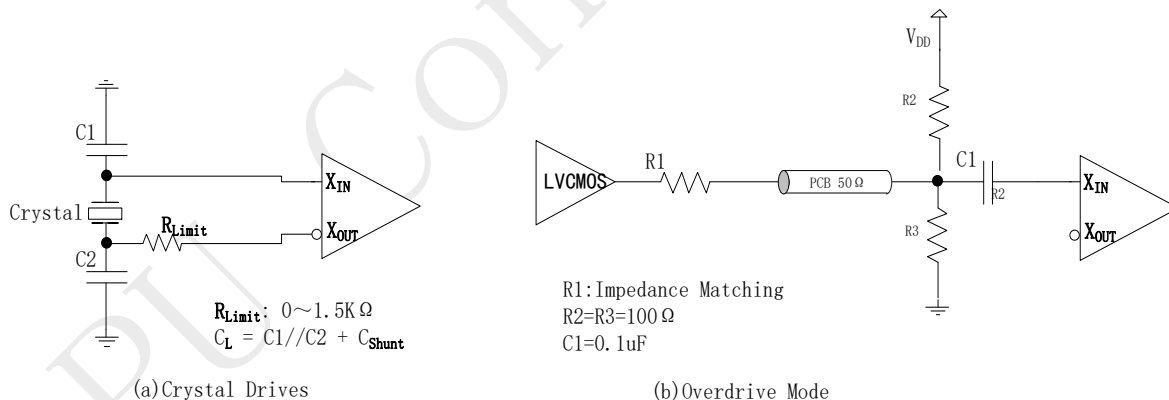 C1
Crystal
C2
R_Limit
X_IN
X_OUT
R_Limit: 0~1.5KΩ
C_L = C1//C2 + C_Shunt
(a)Crystal Drives
V_DD
R2
LVCMOS
R1
PCB 50Ω
C1
R2
R3
X_IN
X_OUT
R1:Impedance Matching
R2=R3=100Ω
C1=0.1uF
(b)Overdrive Mode